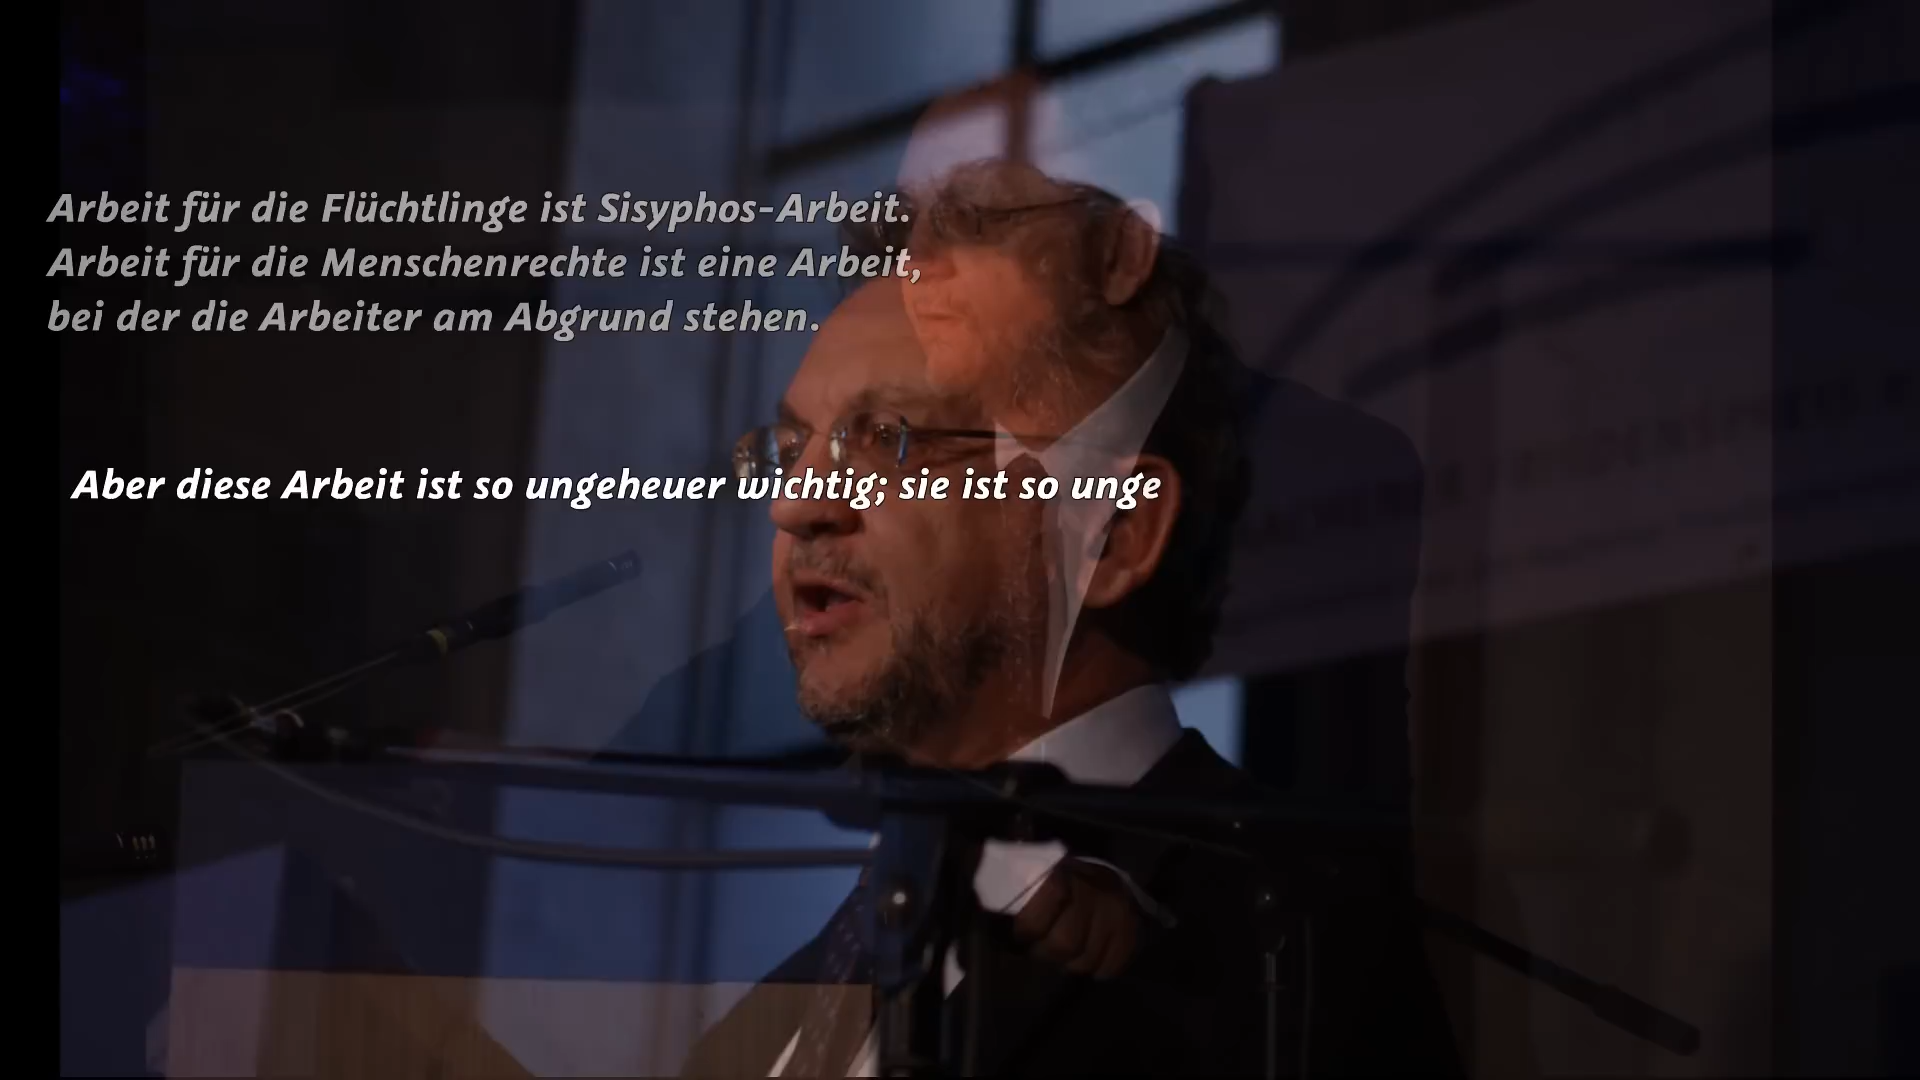 Arbeit für die Flüchtlinge ist Sisyphos-Arbeit.
Arbeit für die Menschenrechte ist eine Arbeit,
bei der die Arbeiter am Abgrund stehen.
Aber diese Arbeit ist so ungeheuer wichtig; sie ist so unge